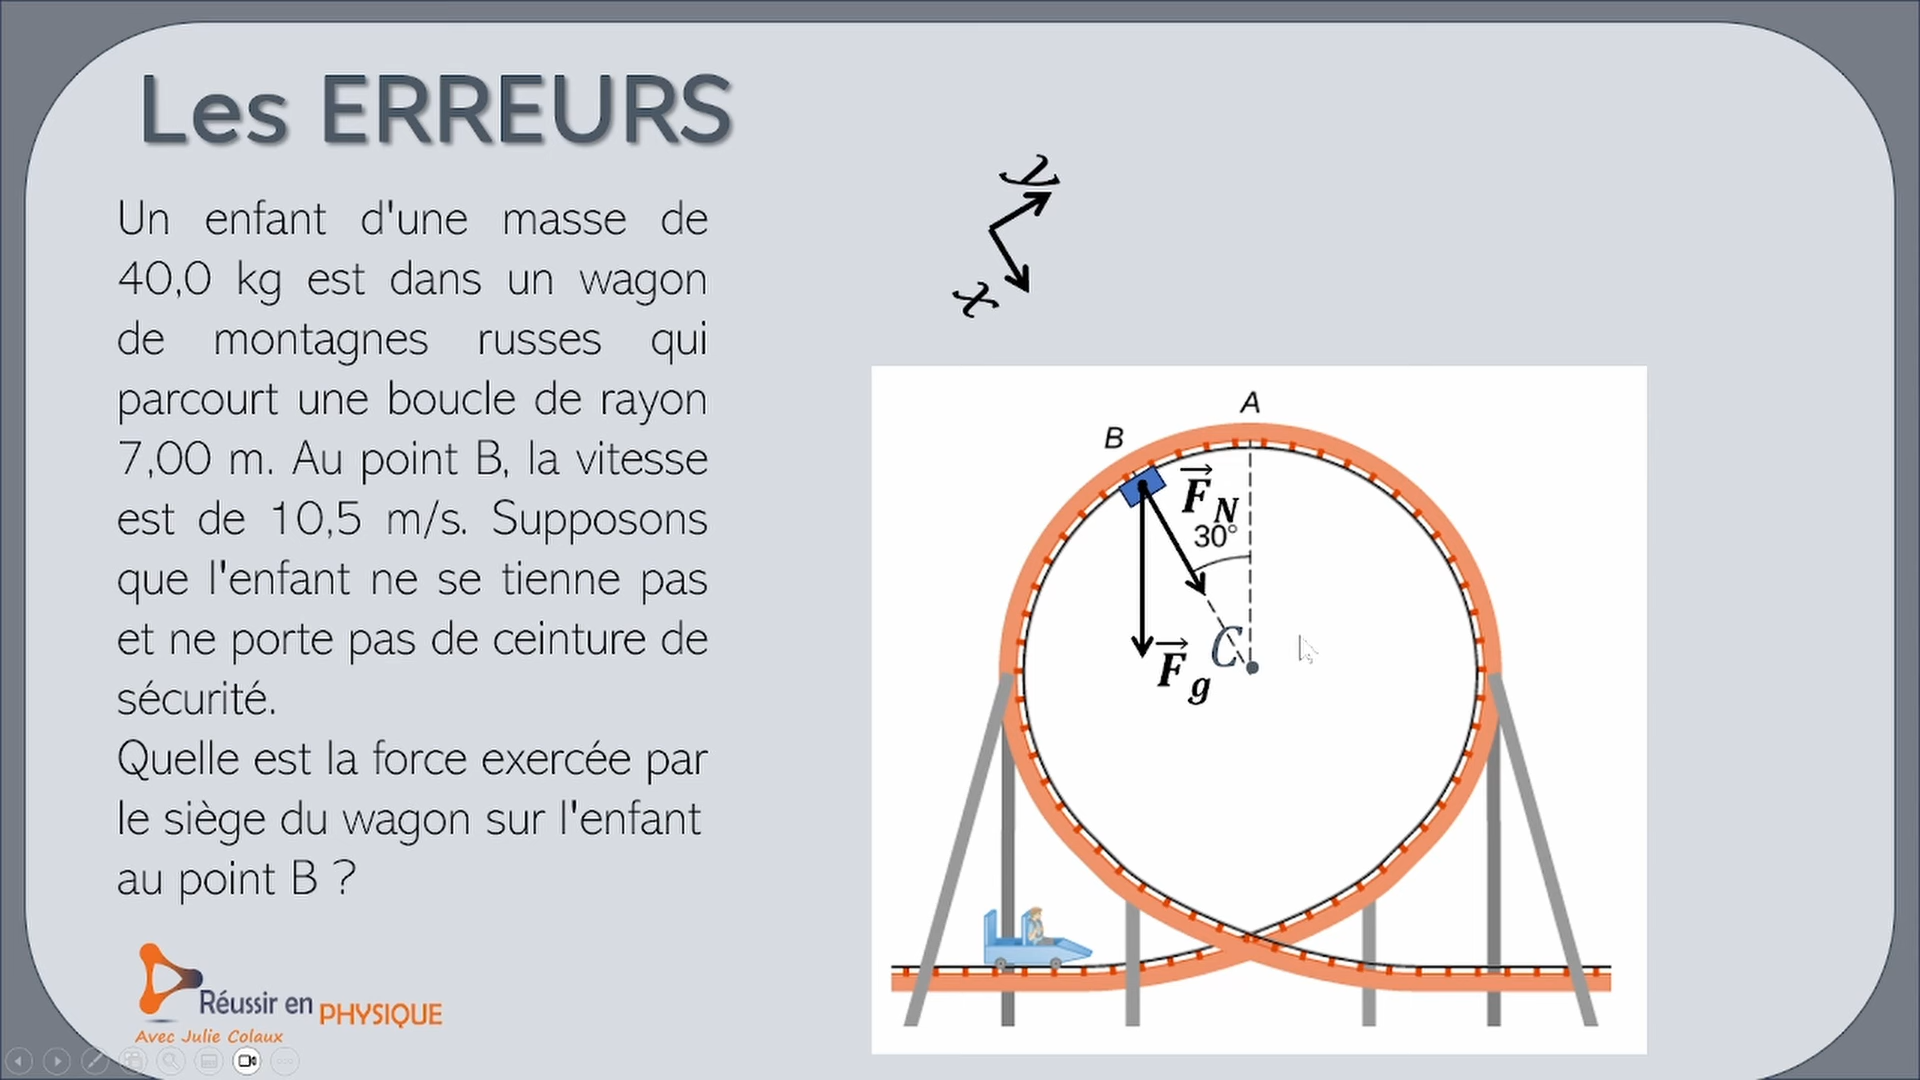 Les ERREURS
Un enfant d'une masse de
40,0 kg est dans un wagon
de montagnes russes qui
parcourt une boucle de rayon
7,00 m. Au point B, la vitesse
est de 10,5 m/s. Supposons
que l'enfant ne se tienne pas
et ne porte pas de ceinture de
sécurité.
Quelle est la force exercée par
le siège du wagon sur l'enfant
au point B ?
y
x
A
B
F⃗_N
30°
C
F⃗_g
Réussir en PHYSIQUE
Avec Julie Colaux